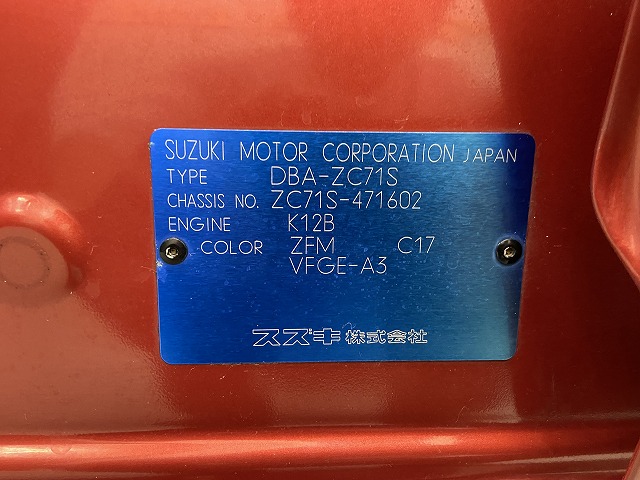 SUZUKI MOTOR CORPORATION JAPAN
TYPE DBA-ZC71S
CHASSIS NO. ZC71S-471602
ENGINE K12B
COLOR ZFM C17
VFGE-A3
スズキ株式会社